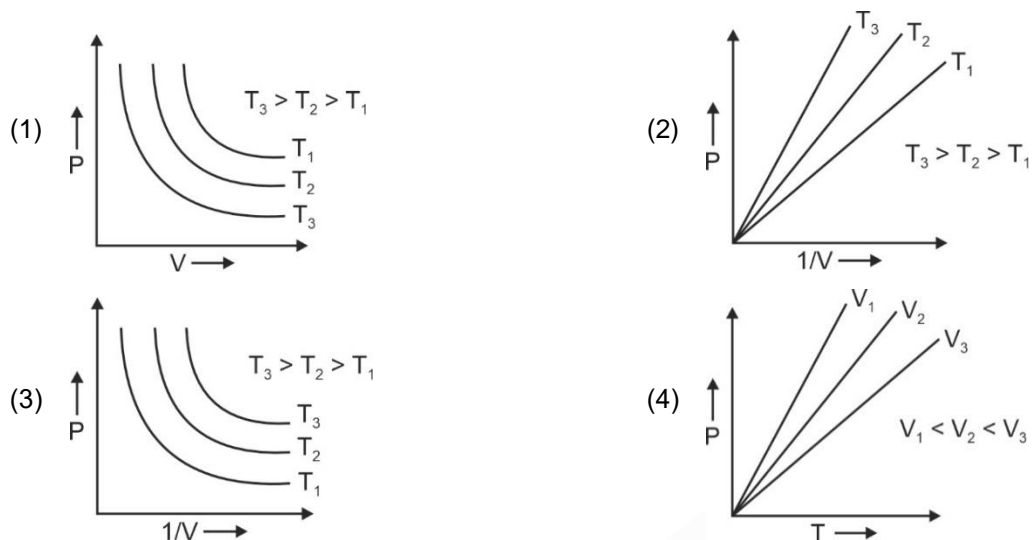 (1)
P
T₃ > T₂ > T₁
T₁
T₂
T₃
V
(2)
P
T₃
T₂
T₁
T₃ > T₂ > T₁
1/V
(3)
P
T₃ > T₂ > T₁
T₃
T₂
T₁
1/V
(4)
P
V₁
V₂
V₃
V₁ < V₂ < V₃
T